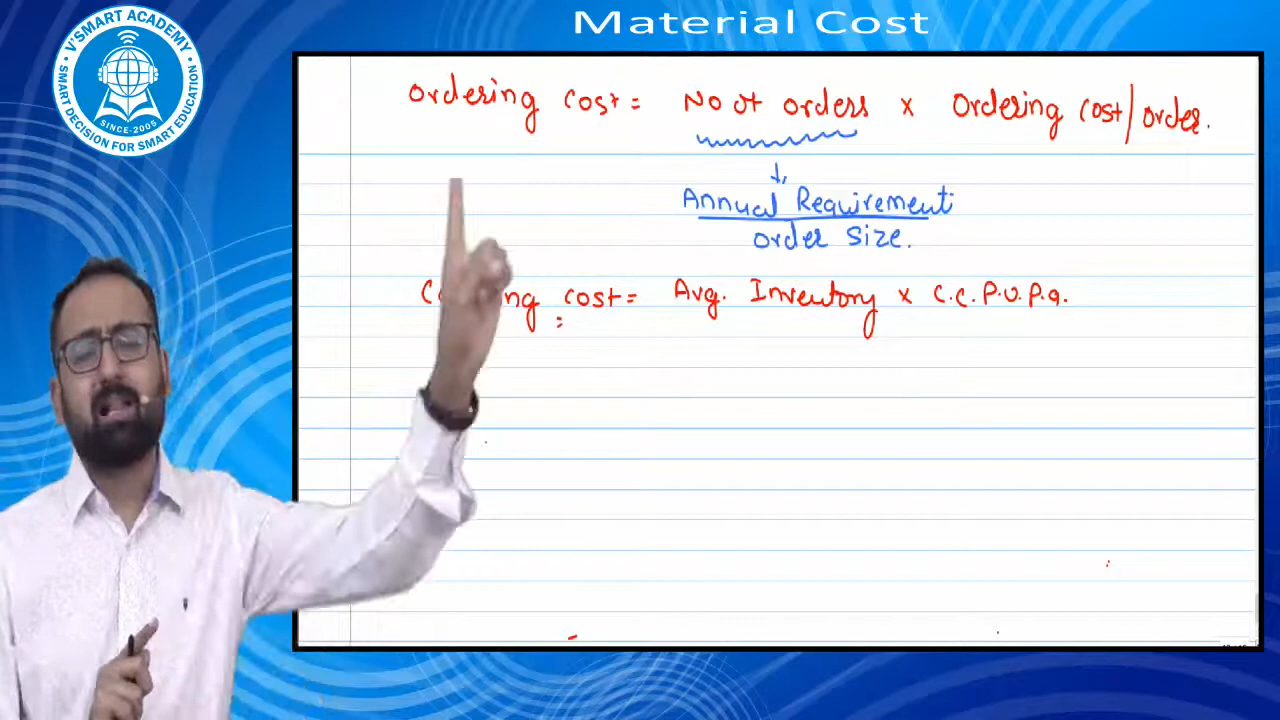 Material Cost
V'SMART ACADEMY
SMART DECISION FOR SMART EDUCATION
SINCE-2005
Ordering cost = No of orders x Ordering cost/order.
Annual Requirement
Order Size.
cost = Avg. Inventory x C.C.P.U.P.a.